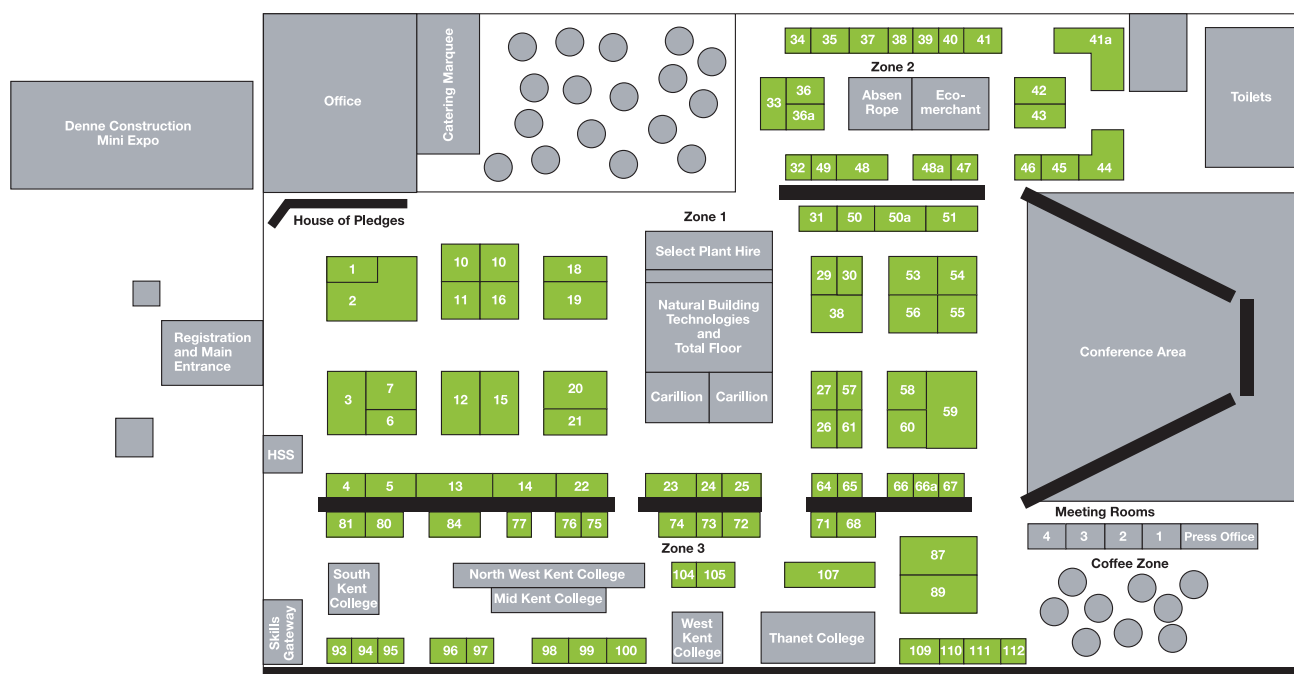 34 35 37 38 39 40 41 41a
Zone 2
Office
Catering Marquee
33 36 36a
Absen
Rope
Eco-
merchant
42
43
Toilets
Denne Construction
Mini Expo
32 49 48 48a 47 46 45 44
House of Pledges
Zone 1
31 50 50a 51
Select Plant Hire
1
2
10 10
11 16
18
19
29 30
38
53 54
56 55
Natural Building
Technologies
and
Total Floor
Registration
and Main
Entrance
Conference Area
3 7
6
12 15
20
21
Carillion Carillion
27 57
26 61
58
60
59
HSS
4 5 13 14 22 23 24 25 64 65 66 66a 67
81 80 84 77 76 75 74 73 72 71 68
Meeting Rooms
4 3 2 1 Press Office
Zone 3
87
89
Coffee Zone
South
Kent
College
North West Kent College
Mid Kent College
104 105
107
Skills
Gateway
West
Kent
College
Thanet College
93 94 95 96 97 98 99 100 109 110 111 112